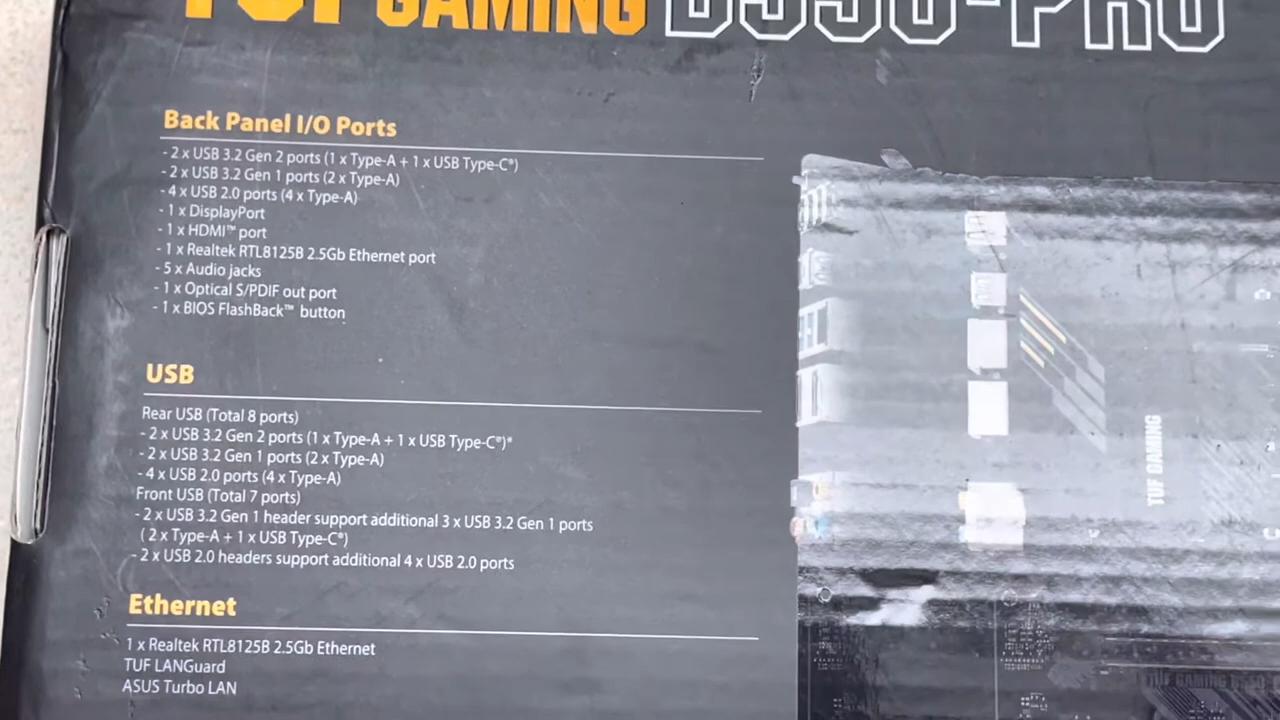 TUF GAMING B550-PRO
Back Panel I/O Ports
- 2 x USB 3.2 Gen 2 ports (1 x Type-A + 1 x USB Type-C®)
- 2 x USB 3.2 Gen 1 ports (2 x Type-A)
- 4 x USB 2.0 ports (4 x Type-A)
- 1 x DisplayPort
- 1 x HDMI™ port
- 1 x Realtek RTL8125B 2.5Gb Ethernet port
- 5 x Audio jacks
- 1 x Optical S/PDIF out port
- 1 x BIOS FlashBack™ button
USB
Rear USB (Total 8 ports)
- 2 x USB 3.2 Gen 2 ports (1 x Type-A + 1 x USB Type-C®)*
- 2 x USB 3.2 Gen 1 ports (2 x Type-A)
- 4 x USB 2.0 ports (4 x Type-A)
Front USB (Total 7 ports)
- 2 x USB 3.2 Gen 1 header support additional 3 x USB 3.2 Gen 1 ports
( 2 x Type-A + 1 x USB Type-C®)
- 2 x USB 2.0 headers support additional 4 x USB 2.0 ports
Ethernet
1 x Realtek RTL8125B 2.5Gb Ethernet
TUF LANGuard
ASUS Turbo LAN
TUF GAMING
TUF GAMING B550